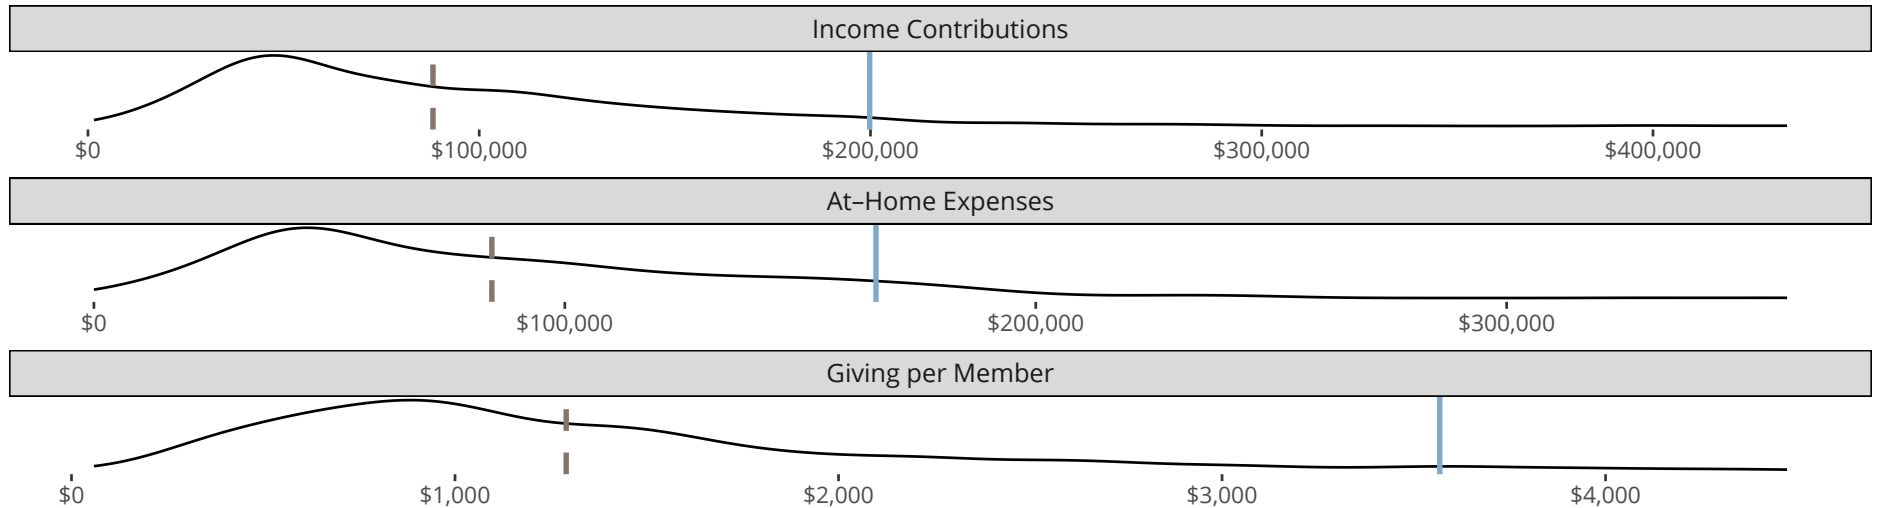 Income Contributions
$0 $100,000 $200,000 $300,000 $400,000
At–Home Expenses
$0 $100,000 $200,000 $300,000
Giving per Member
$0 $1,000 $2,000 $3,000 $4,000